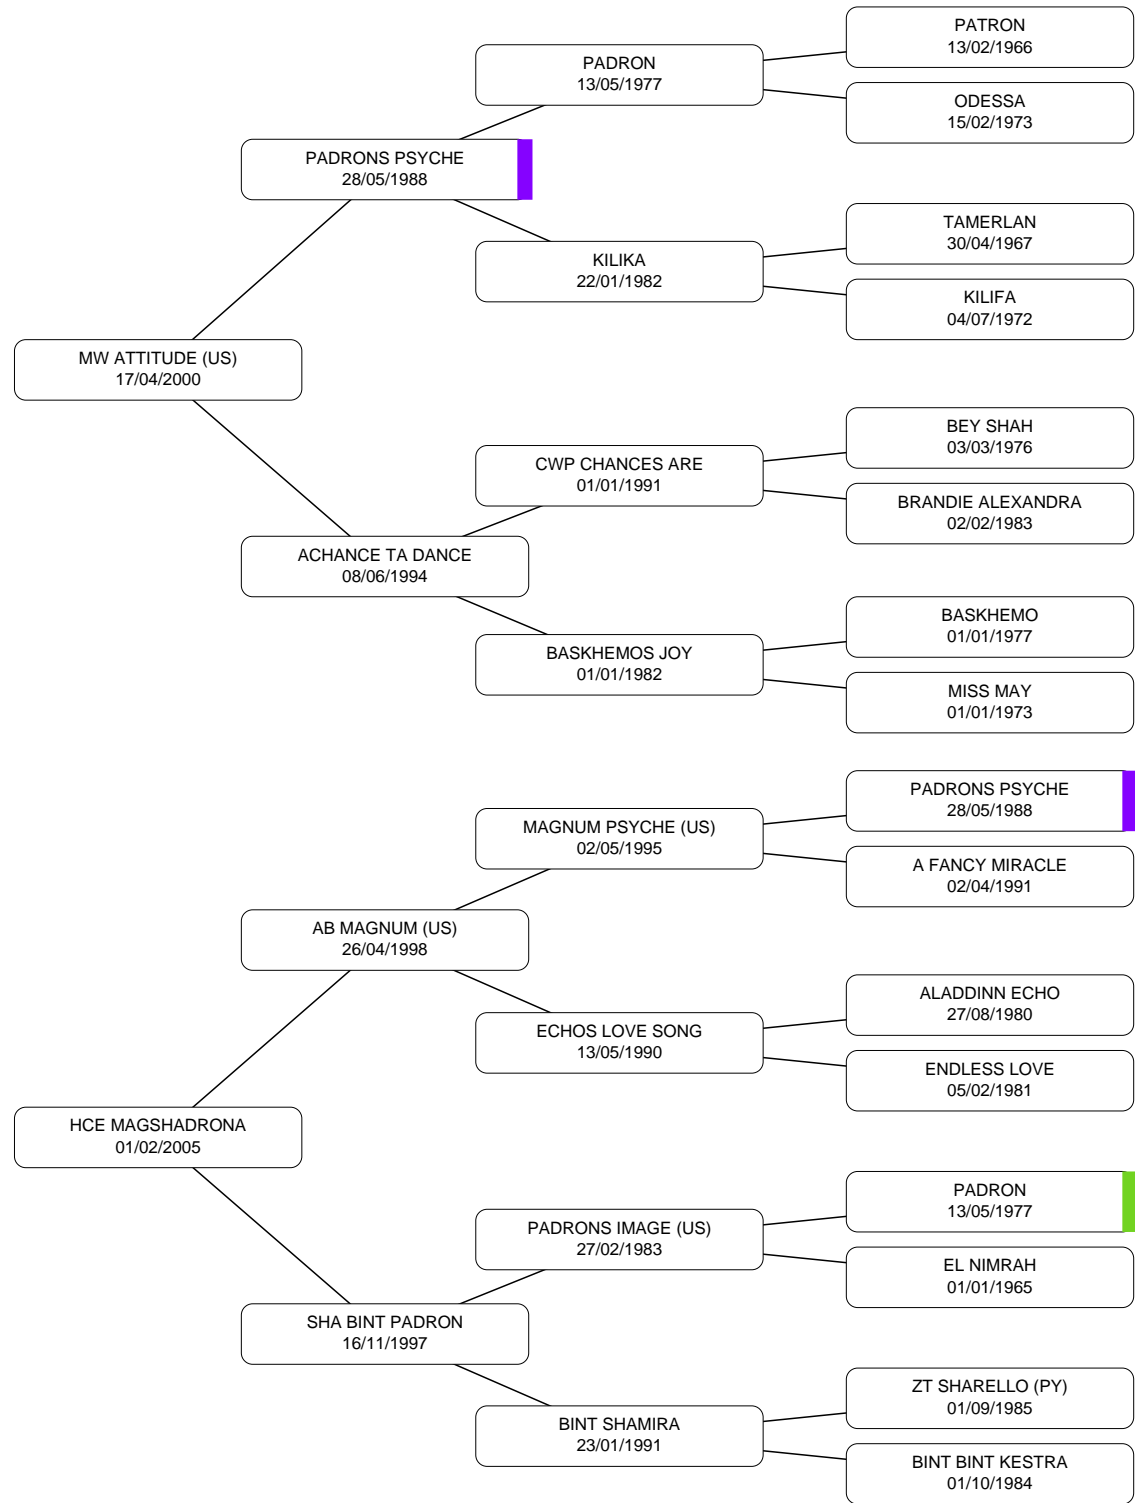 PATRON
13/02/1966
PADRON
13/05/1977
ODESSA
15/02/1973
PADRONS PSYCHE
28/05/1988
TAMERLAN
30/04/1967
KILIKA
22/01/1982
KILIFA
04/07/1972
MW ATTITUDE (US)
17/04/2000
BEY SHAH
03/03/1976
CWP CHANCES ARE
01/01/1991
BRANDIE ALEXANDRA
02/02/1983
ACHANCE TA DANCE
08/06/1994
BASKHEMO
01/01/1977
BASKHEMOS JOY
01/01/1982
MISS MAY
01/01/1973
PADRONS PSYCHE
28/05/1988
MAGNUM PSYCHE (US)
02/05/1995
A FANCY MIRACLE
02/04/1991
AB MAGNUM (US)
26/04/1998
ALADDINN ECHO
27/08/1980
ECHOS LOVE SONG
13/05/1990
ENDLESS LOVE
05/02/1981
HCE MAGSHADRONA
01/02/2005
PADRON
13/05/1977
PADRONS IMAGE (US)
27/02/1983
EL NIMRAH
01/01/1965
SHA BINT PADRON
16/11/1997
ZT SHARELLO (PY)
01/09/1985
BINT SHAMIRA
23/01/1991
BINT BINT KESTRA
01/10/1984